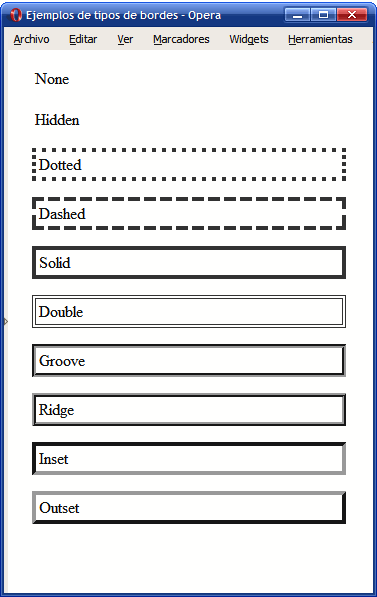 Ejemplos de tipos de bordes - Opera
Archivo Editar Ver Marcadores Widgets Herramientas
None
Hidden
Dotted
Dashed
Solid
Double
Groove
Ridge
Inset
Outset